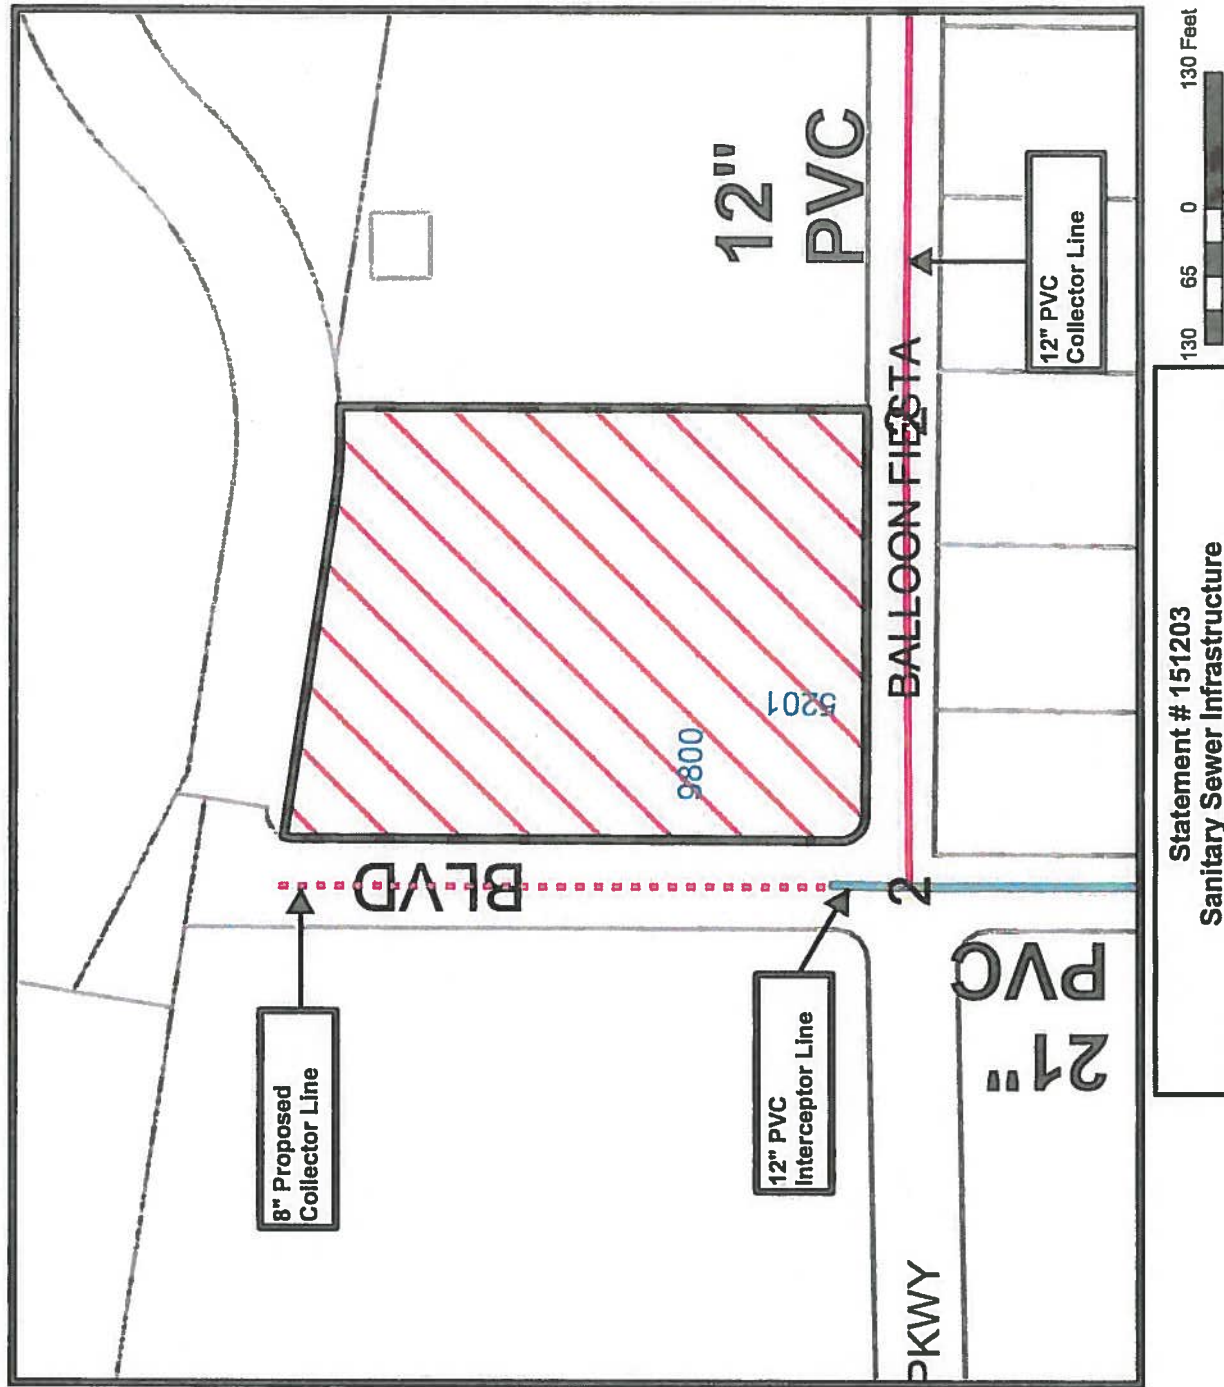 8" Proposed
Collector Line
BLVD
12" PVC
Interceptor Line
9800
5201
12"
PVC
12" PVC
Collector Line
PKWY
2
BALLOON FIESTA
2
21"
PVC
Statement # 151203
Sanitary Sewer Infrastructure
130
65
0
130 Feet